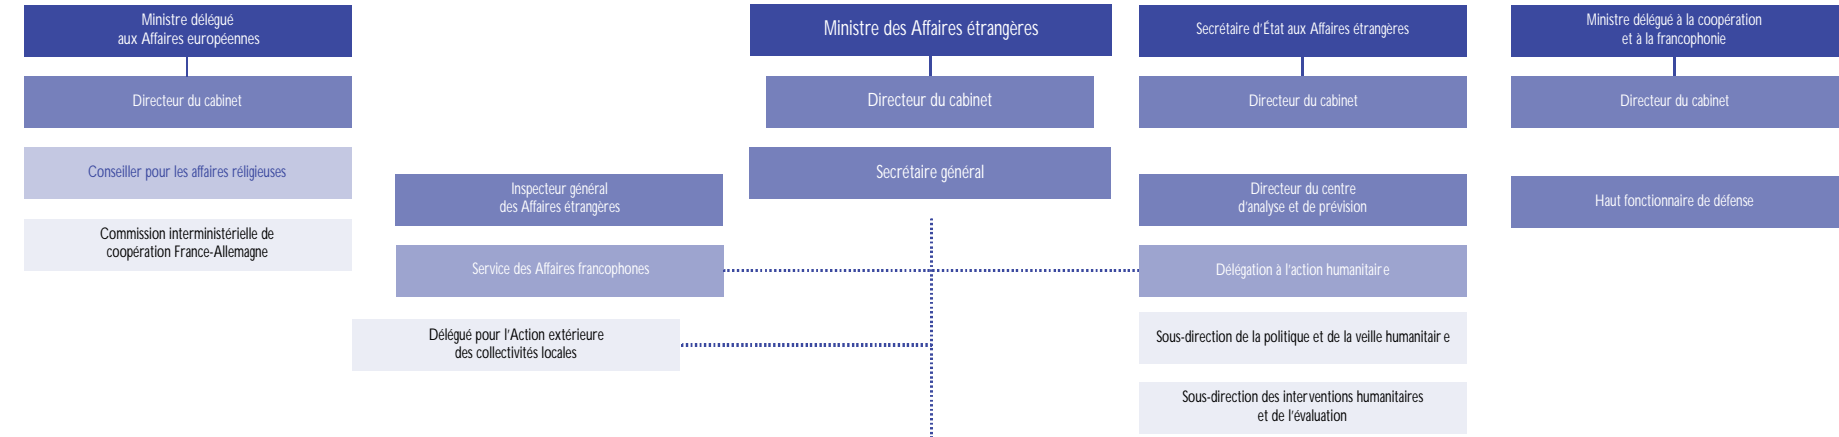 Ministre délégué
aux Affaires européennes
Ministre des Affaires étrangères
Secrétaire d'État aux Affaires étrangères
Ministre délégué à la coopération
et à la francophonie
Directeur du cabinet
Directeur du cabinet
Directeur du cabinet
Directeur du cabinet
Conseiller pour les affaires réligieuses
Secrétaire général
Inspecteur général
des Affaires étrangères
Directeur du centre
d'analyse et de prévision
Haut fonctionnaire de défense
Commission interministérielle de
coopération France-Allemagne
Service des Affaires francophones
Délégation à l'action humanitaire
Délégué pour l'Action extérieure
des collectivités locales
Sous-direction de la politique et de la veille humanitaire
Sous-direction des interventions humanitaires
et de l'évaluation